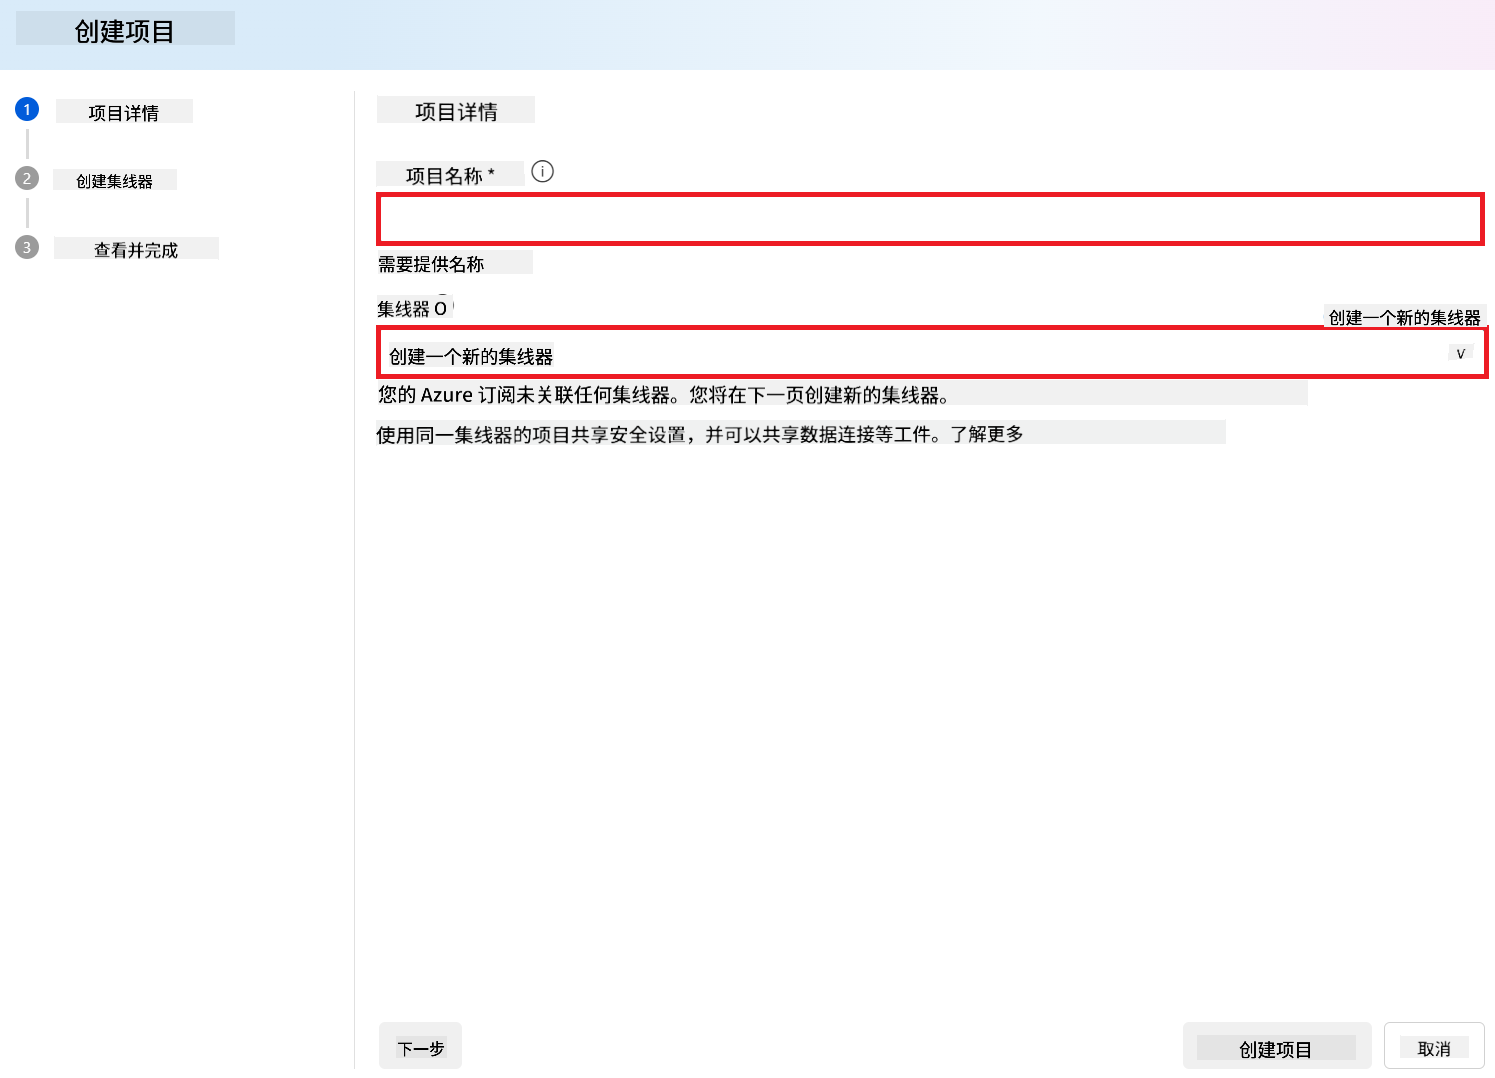 创建项目
1 项目详情
2 创建集线器
3 查看并完成
项目详情
项目名称 *
需要提供名称
集线器 O
创建一个新的集线器
创建一个新的集线器 v
您的 Azure 订阅未关联任何集线器。您将在下一页创建新的集线器。
使用同一集线器的项目共享安全设置，并可以共享数据连接等工件。了解更多
下一步
创建项目
取消